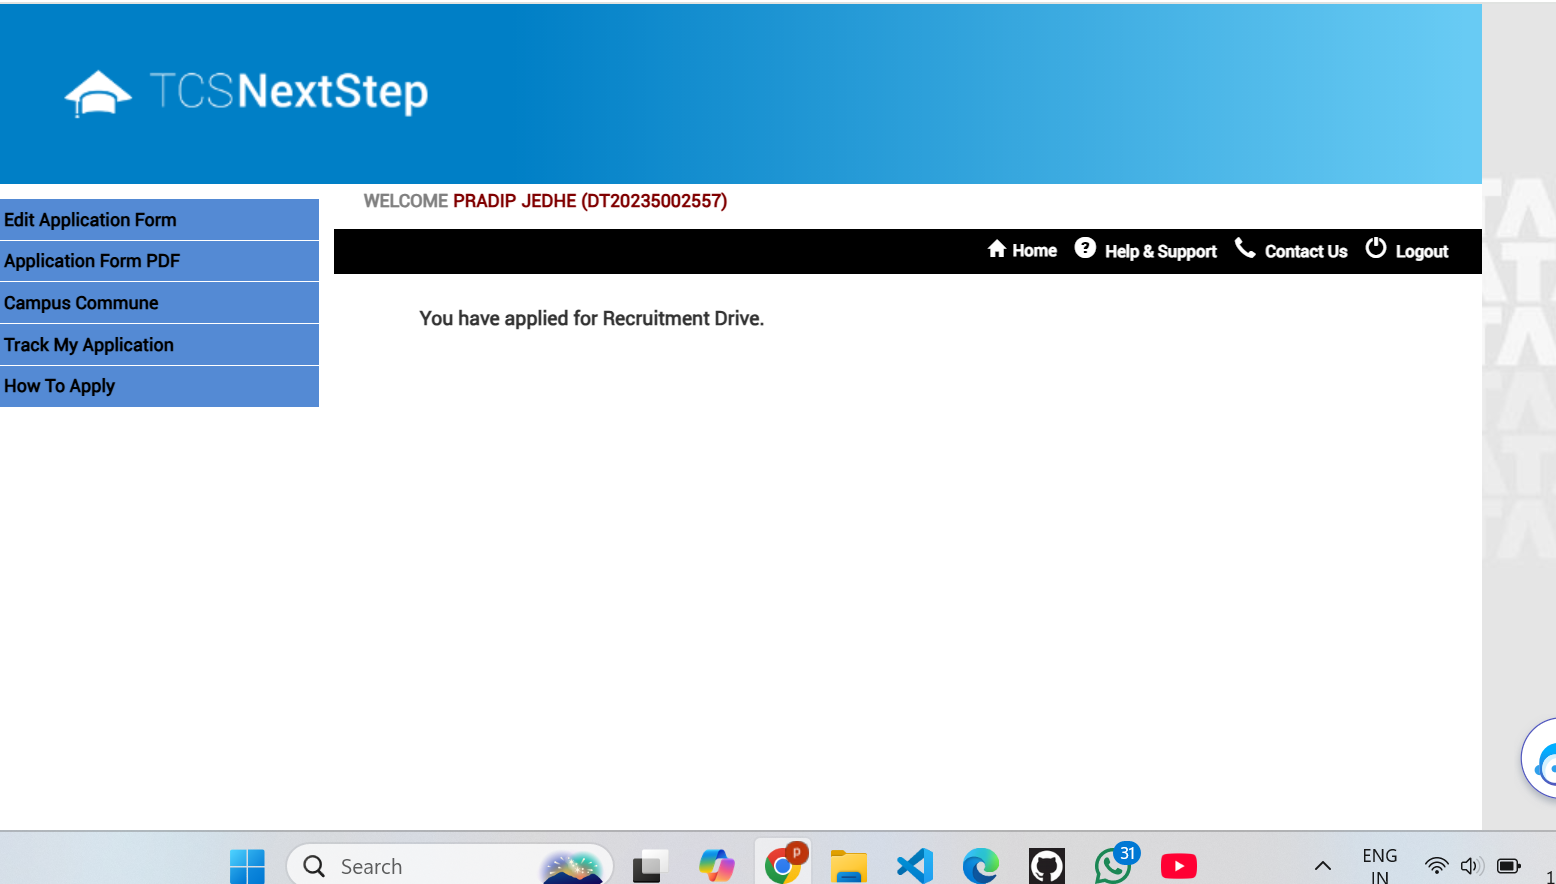 TCSNextStep
WELCOME PRADIP JEDHE (DT20235002557)
Edit Application Form
Application Form PDF
Campus Commune
Track My Application
How To Apply
Home ? Help & Support Contact Us Logout
You have applied for Recruitment Drive.
Search
P
31
ENG
IN
1